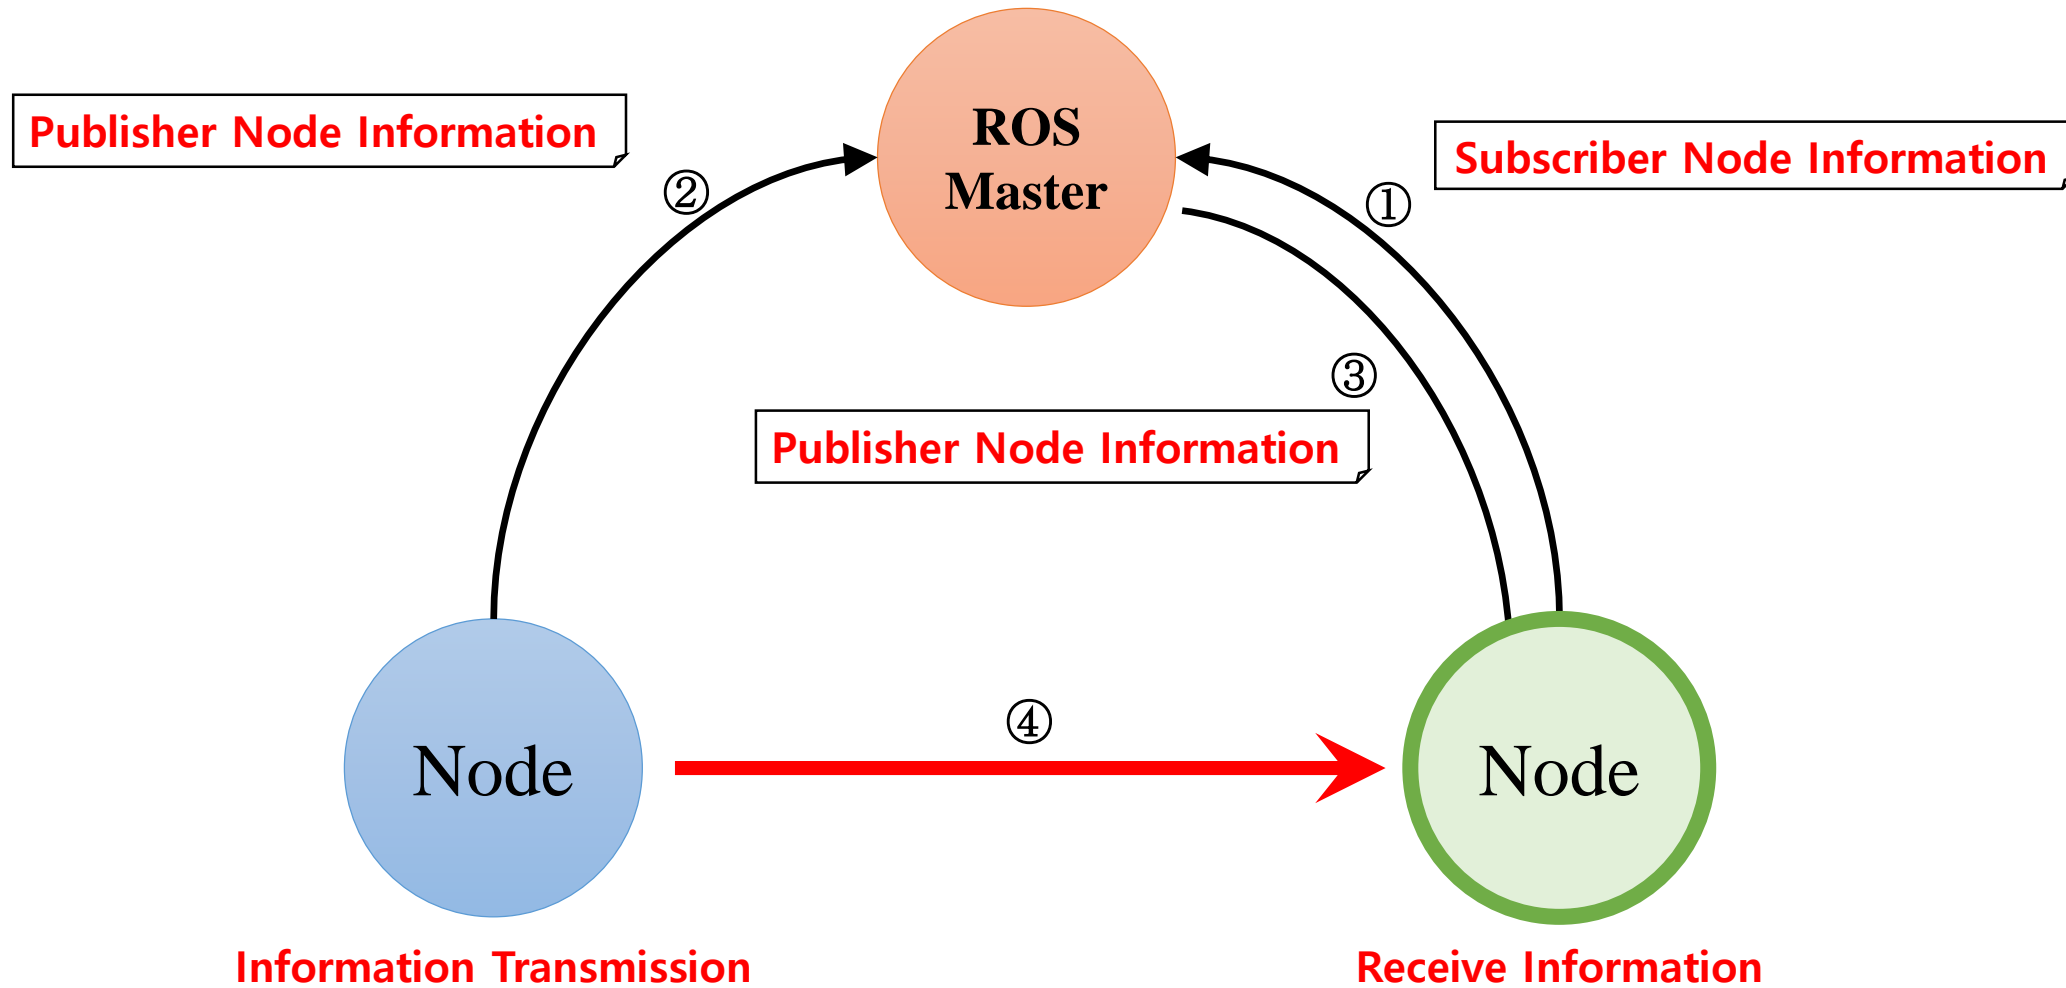 ROS
Master
Publisher Node Information
Subscriber Node Information
②
①
③
Publisher Node Information
④
Node
Node
Information Transmission
Receive Information